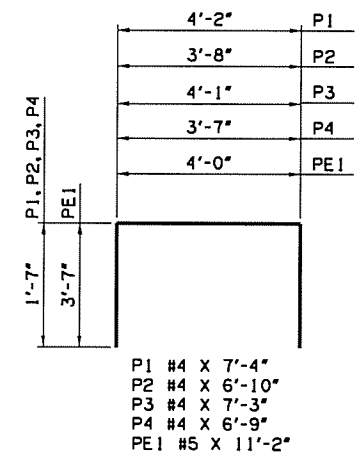 4'-2" P1
3'-8" P2
4'-1" P3
3'-7" P4
4'-0" PE1
P1, P2, P3, P4
PE1
1'-7"
3'-7"
P1 #4 X 7'-4"
P2 #4 X 6'-10"
P3 #4 X 7'-3"
P4 #4 X 6'-9"
PE1 #5 X 11'-2"